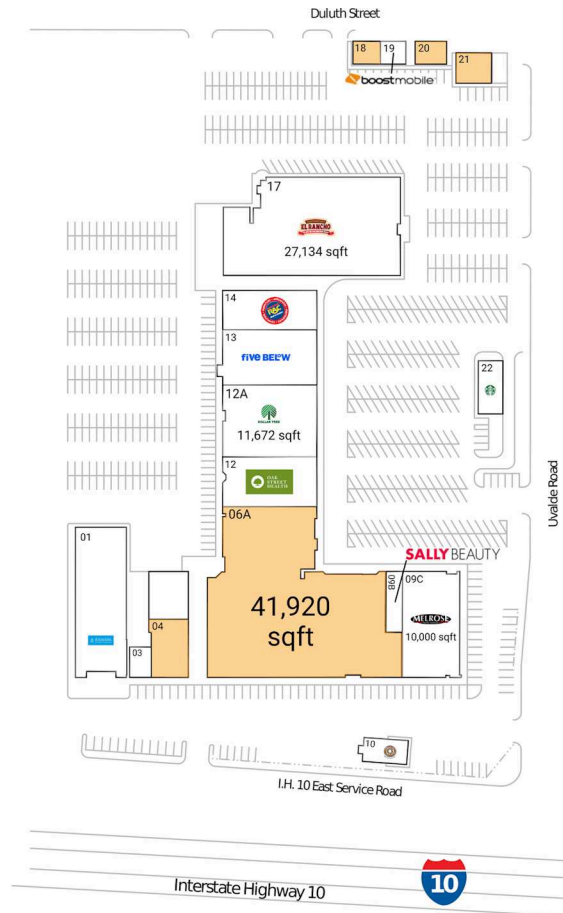 Duluth Street
18
19
20
21
boostmobile
17
EL RANCHO
27,134 sqft
14
13
five BEL°W
12A
DOLLAR TREE
11,672 sqft
22
12
OAK
STREET
HEALTH
Uvalde Road
06A
SALLY BEAUTY
01
09B
09C
41,920
sqft
MELROSE
10,000 sqft
04
03
10
I.H. 10 East Service Road
Interstate Highway 10
10